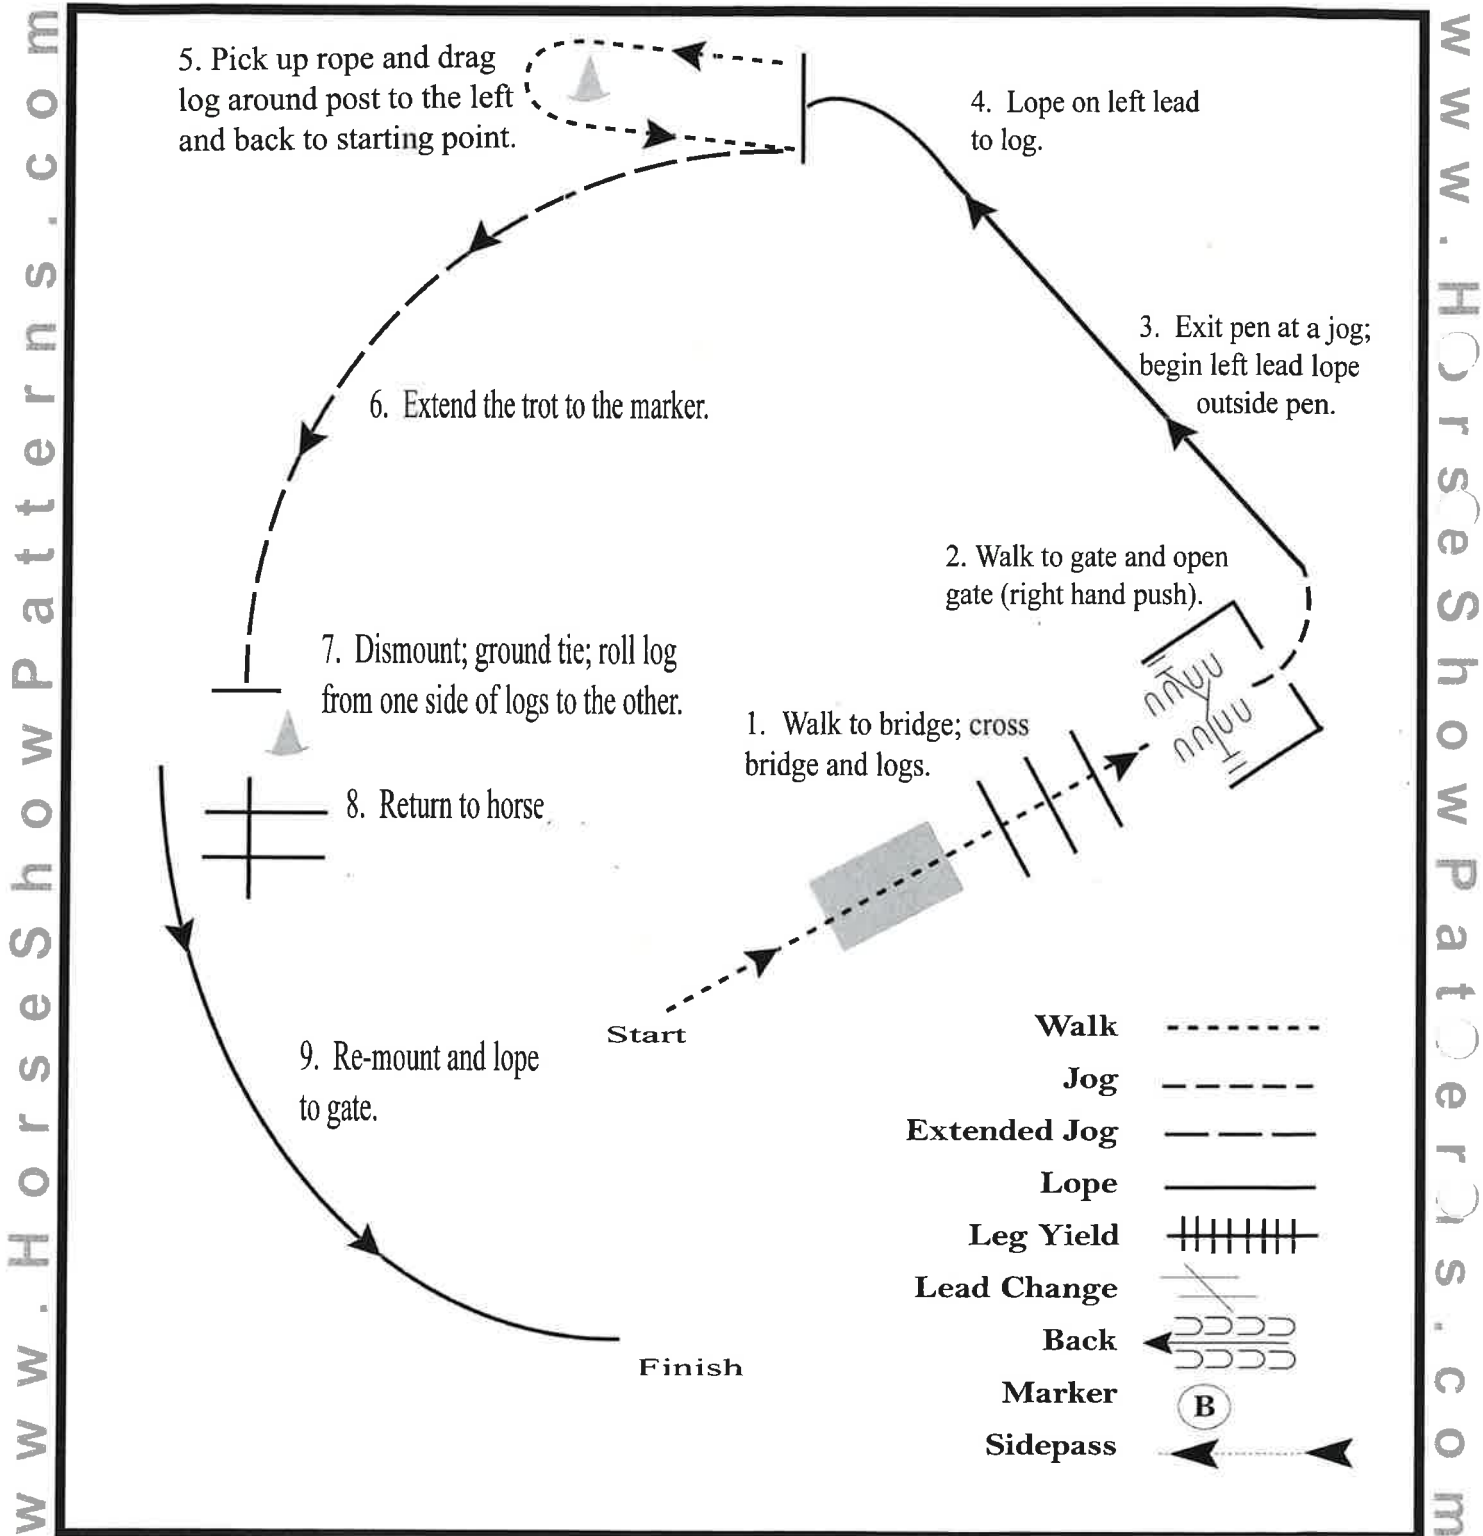 www.HorseShowPatterns.com
5. Pick up rope and drag
log around post to the left
and back to starting point.
4. Lope on left lead
to log.
3. Exit pen at a jog;
begin left lead lope
outside pen.
6. Extend the trot to the marker.
2. Walk to gate and open
gate (right hand push).
7. Dismount; ground tie; roll log
from one side of logs to the other.
1. Walk to bridge; cross
bridge and logs.
8. Return to horse
Start
9. Re-mount and lope
to gate.
Finish
Walk
Jog
Extended Jog
Lope
Leg Yield
Lead Change
Back
Marker
B
Sidepass
www.HorseShowPatterns.com